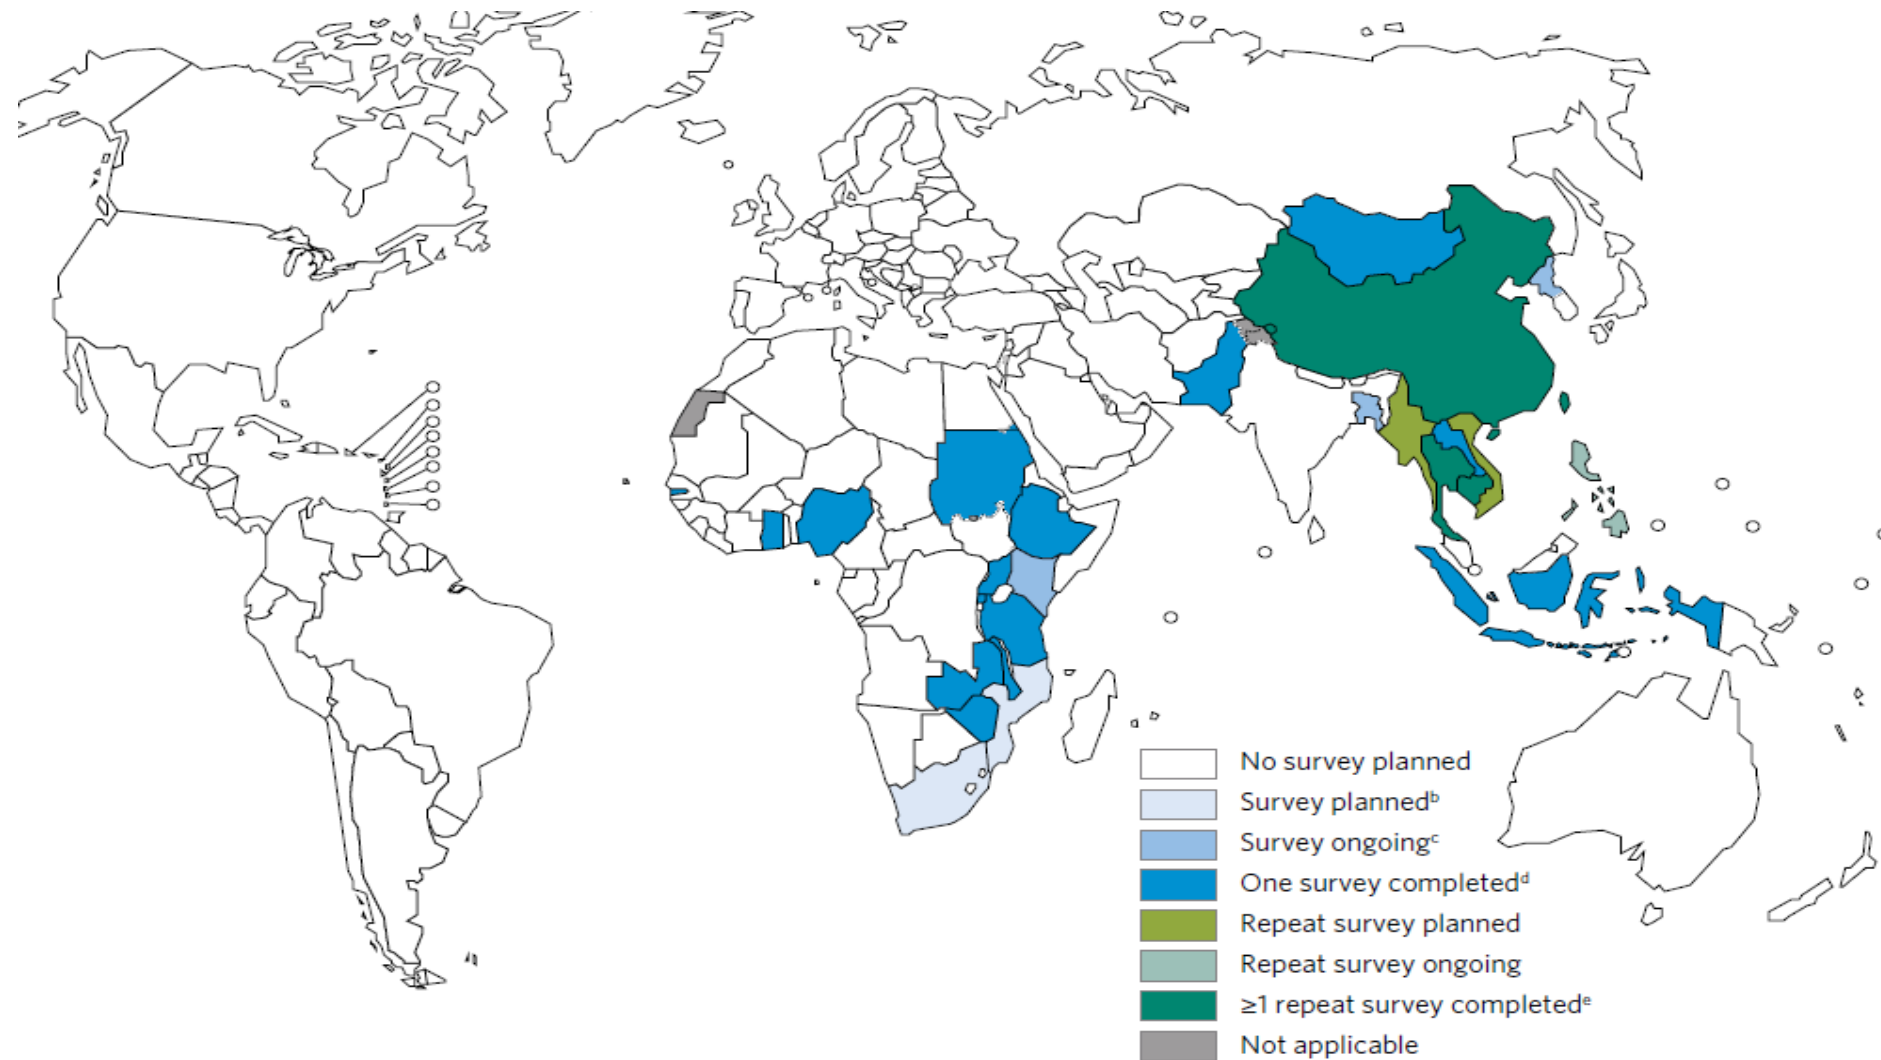 No survey planned
Survey plannedᵇ
Survey ongoingᶜ
One survey completedᵈ
Repeat survey planned
Repeat survey ongoing
≥1 repeat survey completedᵉ
Not applicable